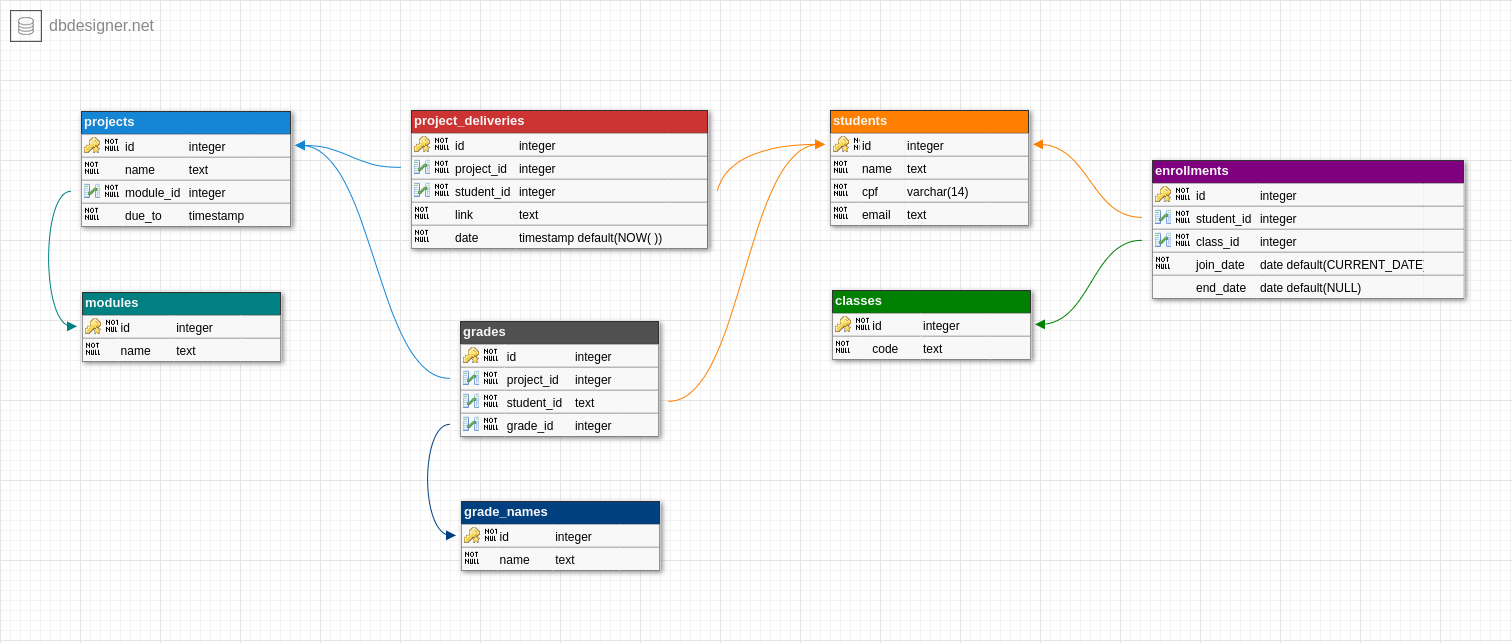 dbdesigner.net
projects
NOT NULL id integer
NOT NULL name text
NOT NULL module_id integer
NOT NULL due_to timestamp
project_deliveries
NOT NULL id integer
NOT NULL project_id integer
NOT NULL student_id integer
NOT NULL link text
NOT NULL date timestamp default(NOW( ))
students
id integer
NOT NULL name text
NOT NULL cpf varchar(14)
NOT NULL email text
enrollments
NOT NULL id integer
NOT NULL student_id integer
NOT NULL class_id integer
NOT NULL join_date date default(CURRENT_DATE
end_date date default(NULL)
modules
NOT NULL id integer
NOT NULL name text
classes
NOT NULL id integer
NOT NULL code text
grades
NOT NULL id integer
NOT NULL project_id integer
NOT NULL student_id text
NOT NULL grade_id integer
grade_names
NOT NUL id integer
NOT NULL name text